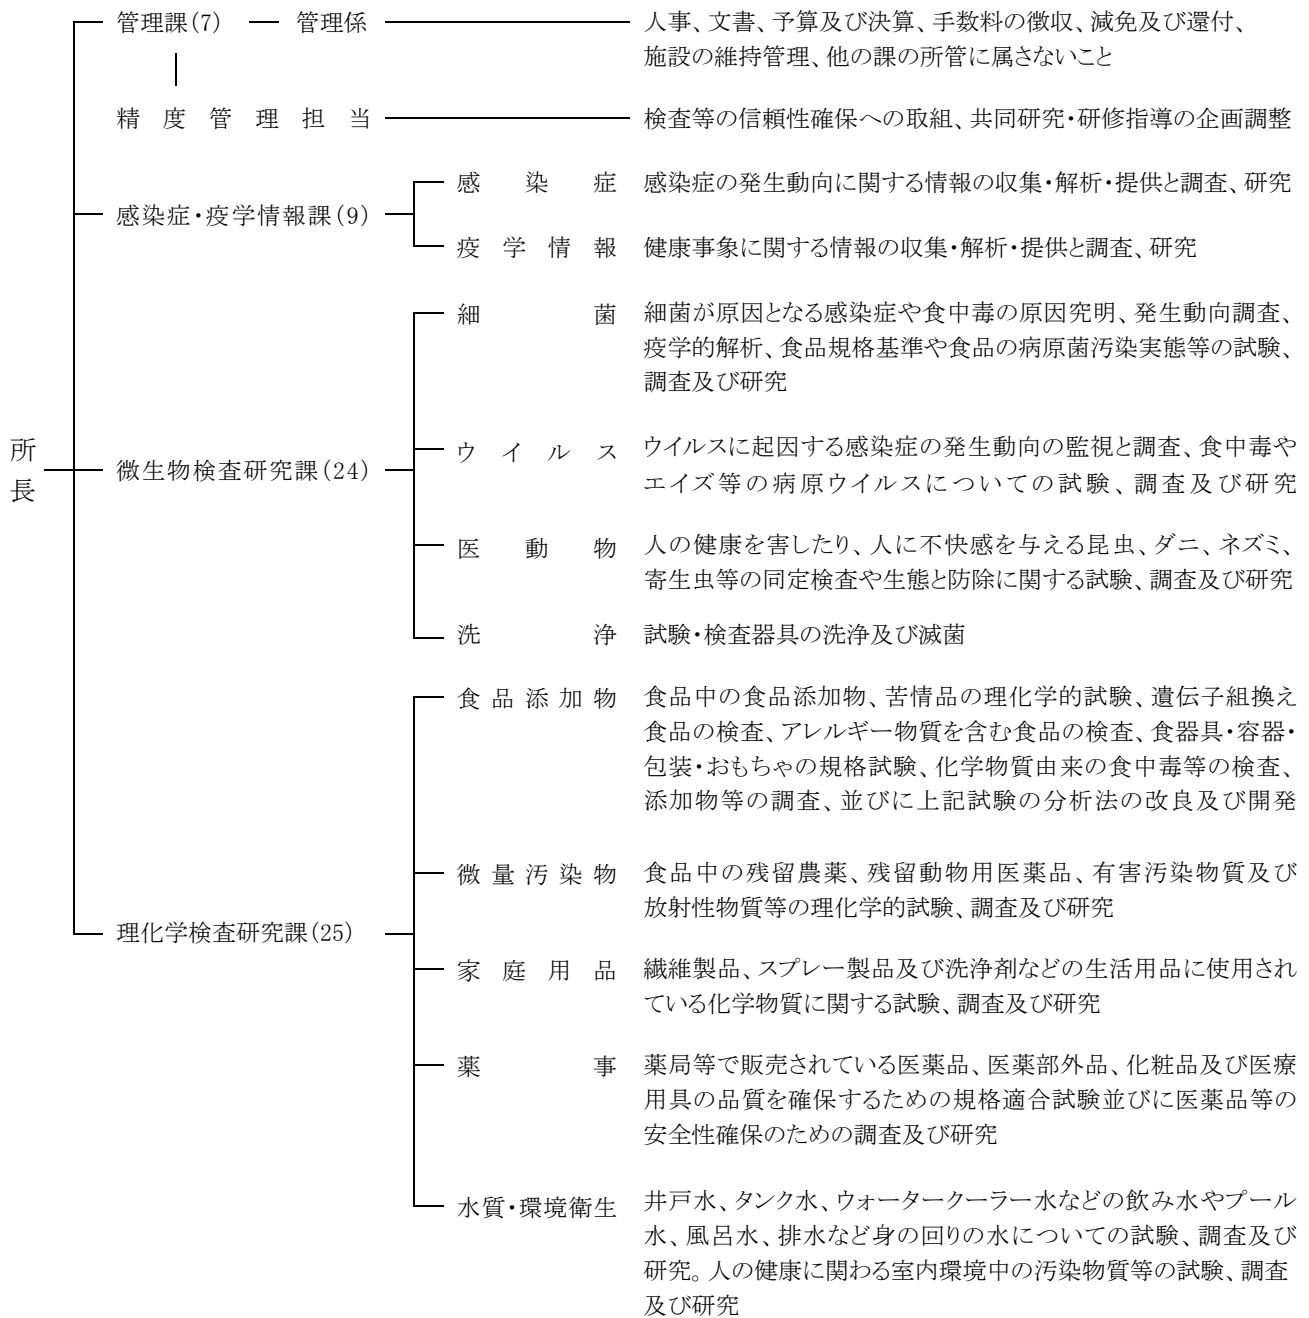 管理課(7) 管理係 人事、文書、予算及び決算、手数料の徴収、減免及び還付、
施設の維持管理、他の課の所管に属さないこと
精度管理担当 検査等の信頼性確保への取組、共同研究・研修指導の企画調整
感染症 感染症の発生動向に関する情報の収集・解析・提供と調査、研究
感染症・疫学情報課(9)
疫学情報 健康事象に関する情報の収集・解析・提供と調査、研究
細菌 細菌が原因となる感染症や食中毒の原因究明、発生動向調査、
疫学的解析、食品規格基準や食品の病原菌汚染実態等の試験、
調査及び研究
所長
微生物検査研究課(24)
ウイルス ウイルスに起因する感染症の発生動向の監視と調査、食中毒や
エイズ等の病原ウイルスについての試験、調査及び研究
医動物 人の健康を害したり、人に不快感を与える昆虫、ダニ、ネズミ、
寄生虫等の同定検査や生態と防除に関する試験、調査及び研究
洗浄 試験・検査器具の洗浄及び滅菌
食品添加物 食品中の食品添加物、苦情品の理化学的試験、遺伝子組換え
食品の検査、アレルギー物質を含む食品の検査、食器具・容器・
包装・おもちゃの規格試験、化学物質由来の食中毒等の検査、
添加物等の調査、並びに上記試験の分析法の改良及び開発
微量汚染物 食品中の残留農薬、残留動物用医薬品、有害汚染物質及び
放射性物質等の理化学的試験、調査及び研究
理化学検査研究課(25)
家庭用品 繊維製品、スプレー製品及び洗浄剤などの生活用品に使用され
ている化学物質に関する試験、調査及び研究
薬事 薬局等で販売されている医薬品、医薬部外品、化粧品及び医療
用具の品質を確保するための規格適合試験並びに医薬品等の
安全性確保のための調査及び研究
水質・環境衛生 井戸水、タンク水、ウォータークーラー水などの飲み水やプール
水、風呂水、排水など身の回りの水についての試験、調査及び
研究。人の健康に関わる室内環境中の汚染物質等の試験、調査
及び研究